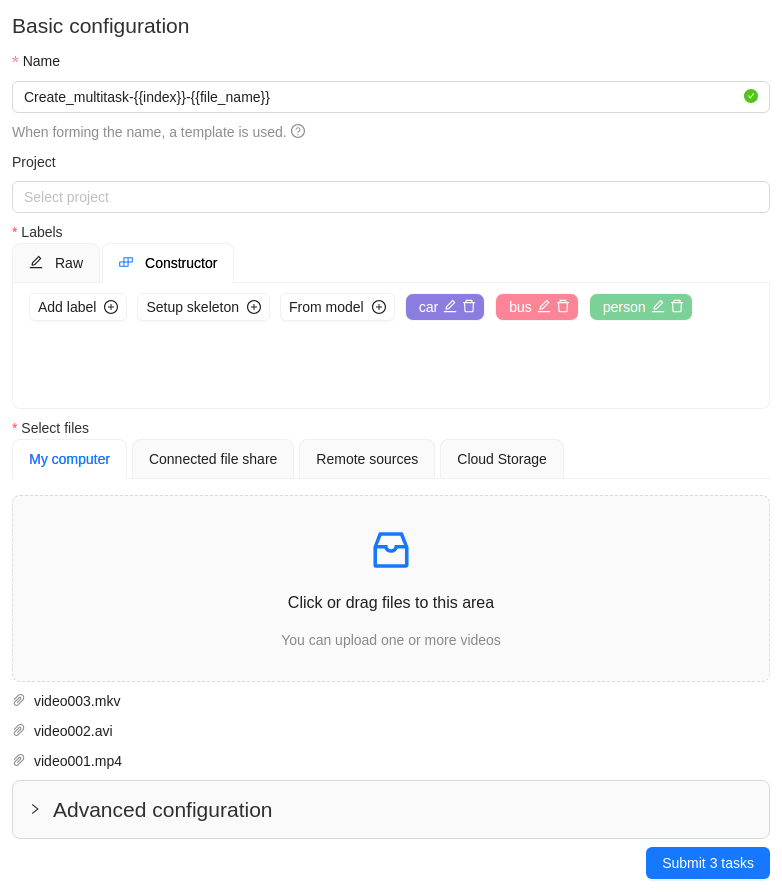 Basic configuration
* Name
Create_multitask-{{index}}-{{file_name}}
When forming the name, a template is used.
Project
Select project
* Labels
Raw Constructor
Add label Setup skeleton From model car bus person
* Select files
My computer Connected file share Remote sources Cloud Storage
Click or drag files to this area
You can upload one or more videos
video003.mkv
video002.avi
video001.mp4
Advanced configuration
Submit 3 tasks